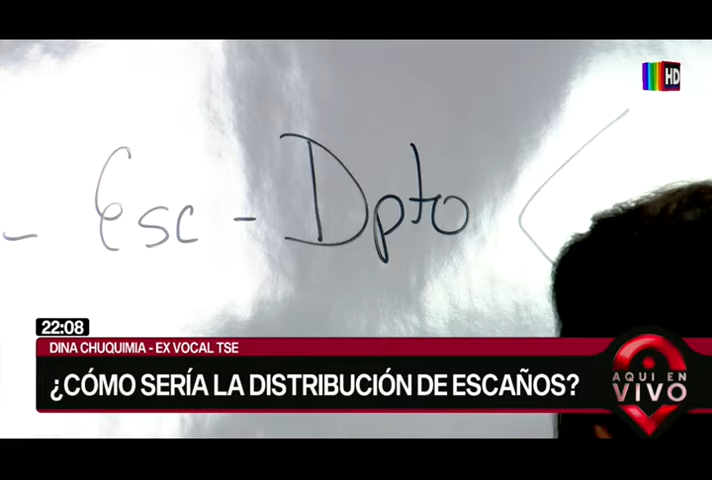 HD
- Esc - Dpto
22:08
DINA CHUQUIMIA - EX VOCAL TSE
¿CÓMO SERÍA LA DISTRIBUCIÓN DE ESCAÑOS?
AQUI EN
VIVO